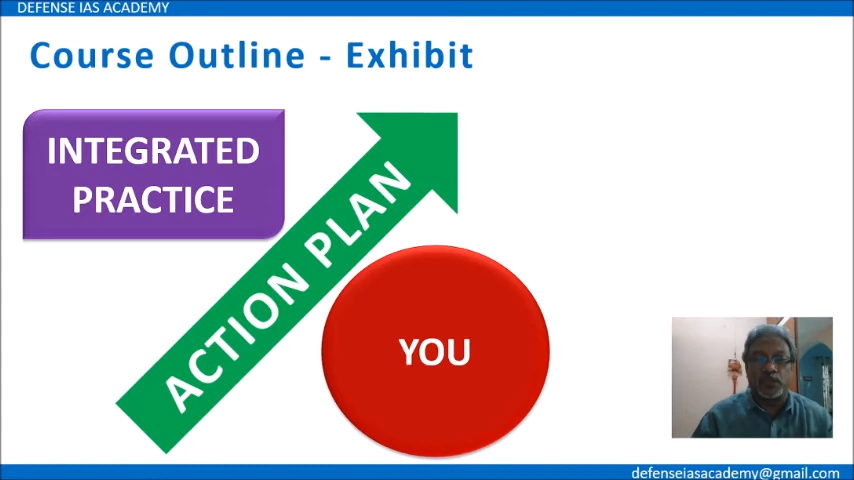 DEFENSE IAS ACADEMY
Course Outline - Exhibit
INTEGRATED
PRACTICE
ACTION PLAN
YOU
defenseiasacademy@gmail.com